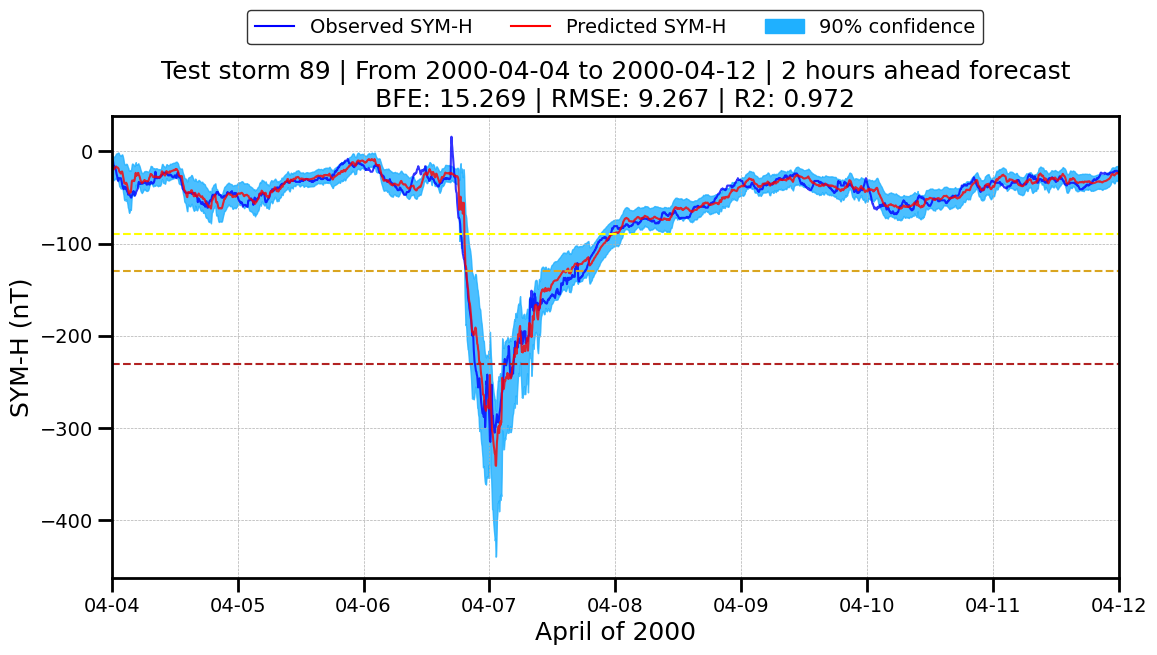 Observed SYM-H Predicted SYM-H 90% confidence
Test storm 89 | From 2000-04-04 to 2000-04-12 | 2 hours ahead forecast
BFE: 15.269 | RMSE: 9.267 | R2: 0.972
SYM-H (nT)
0
−100
−200
−300
−400
04-04 04-05 04-06 04-07 04-08 04-09 04-10 04-11 04-12
April of 2000